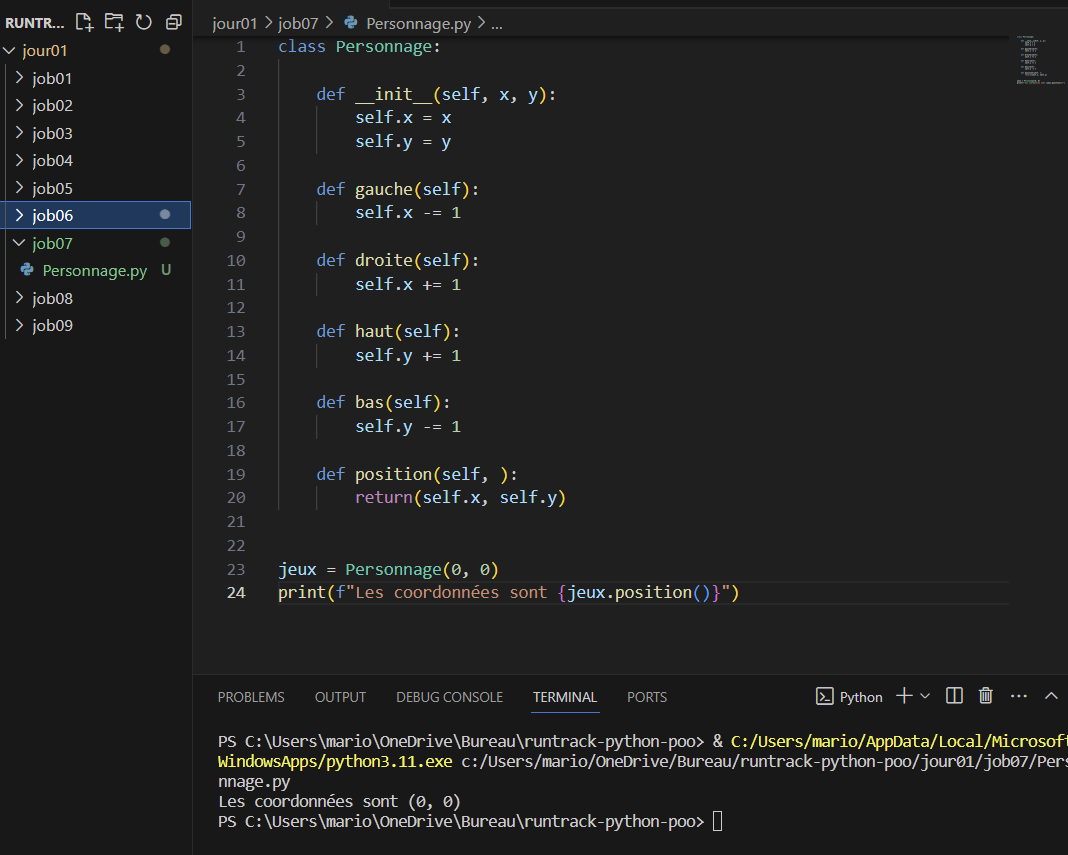 RUNTR...
jour01
job01
job02
job03
job04
job05
job06
job07
Personnage.py U
job08
job09
jour01 > job07 > Personnage.py > ...
1 class Personnage:
2
3 def __init__(self, x, y):
4 self.x = x
5 self.y = y
6
7 def gauche(self):
8 self.x -= 1
9
10 def droite(self):
11 self.x += 1
12
13 def haut(self):
14 self.y += 1
15
16 def bas(self):
17 self.y -= 1
18
19 def position(self, ):
20 return(self.x, self.y)
21
22
23 jeux = Personnage(0, 0)
24 print(f"Les coordonnées sont {jeux.position()}")
PROBLEMS OUTPUT DEBUG CONSOLE TERMINAL PORTS Python
PS C:\Users\mario\OneDrive\Bureau\runtrack-python-poo> & C:/Users/mario/AppData/Local/Microsoft
WindowsApps/python3.11.exe c:/Users/mario/OneDrive/Bureau/runtrack-python-poo/jour01/job07/Pers
nnage.py
Les coordonnées sont (0, 0)
PS C:\Users\mario\OneDrive\Bureau\runtrack-python-poo>